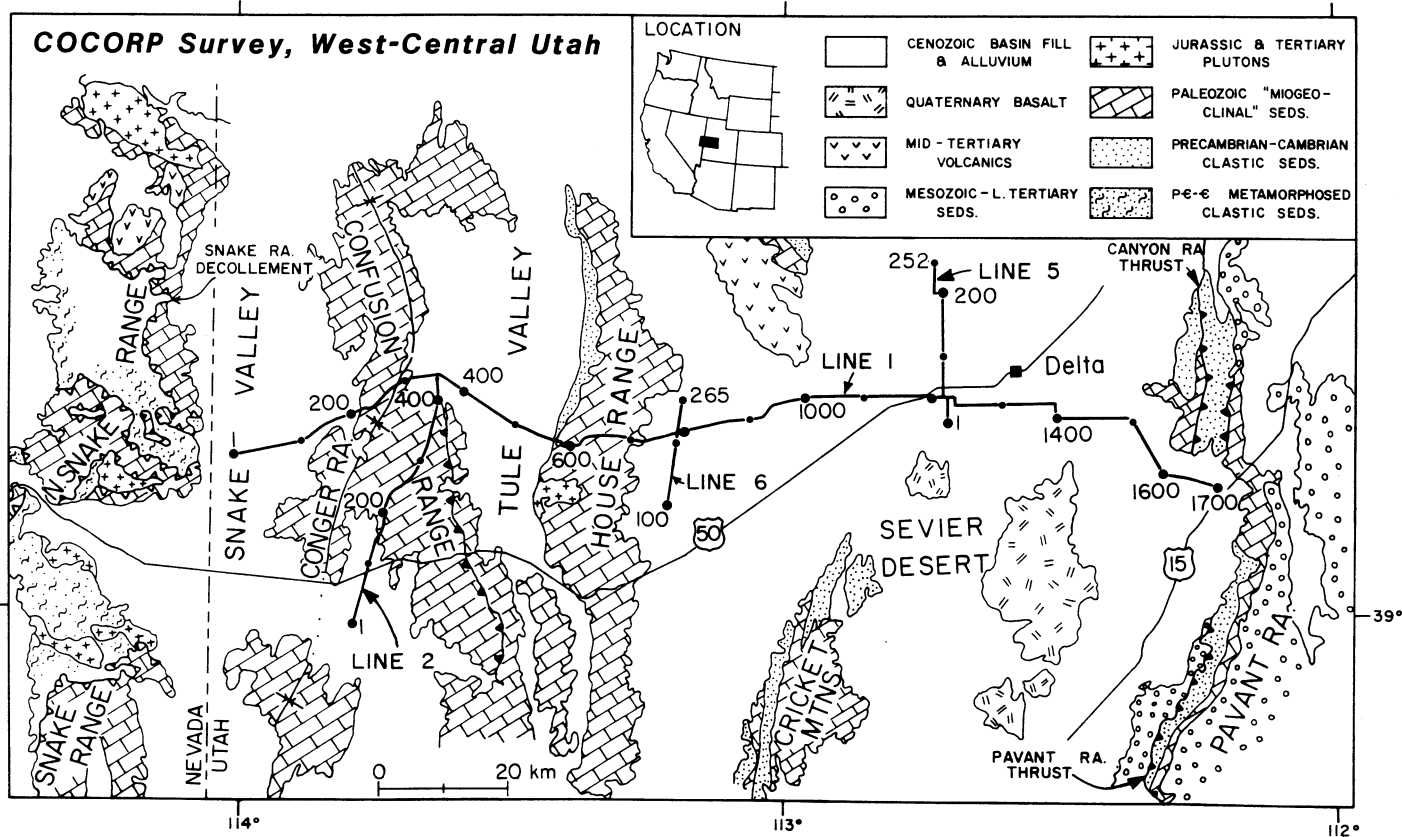 COCORP Survey, West-Central Utah
LOCATION
CENOZOIC BASIN FILL
& ALLUVIUM
QUATERNARY BASALT
MID-TERTIARY
VOLCANICS
MESOZOIC-L. TERTIARY
SEDS.
JURASSIC & TERTIARY
PLUTONS
PALEOZOIC "MIOGEO-
CLINAL" SEDS.
PRECAMBRIAN-CAMBRIAN
CLASTIC SEDS.
P€-€ METAMORPHOSED
CLASTIC SEDS.
SNAKE RA.
DECOLLEMENT
CANYON RA.
THRUST
N. SNAKE RANGE
SNAKE VALLEY
CONFUSION RANGE
CONGER RA.
TULE VALLEY
HOUSE RANGE
252
LINE 5
200
Delta
LINE 1
400
200
400
265
1000
1
1400
600
LINE 6
100
1600
1700
200
50
15
SEVIER
DESERT
1
LINE 2
39°
SNAKE
RANGE
NEVADA
UTAH
CRICKET
MTNS.
PAVANT RA.
PAVANT RA.
THRUST
0 20 km
114°
113°
112°